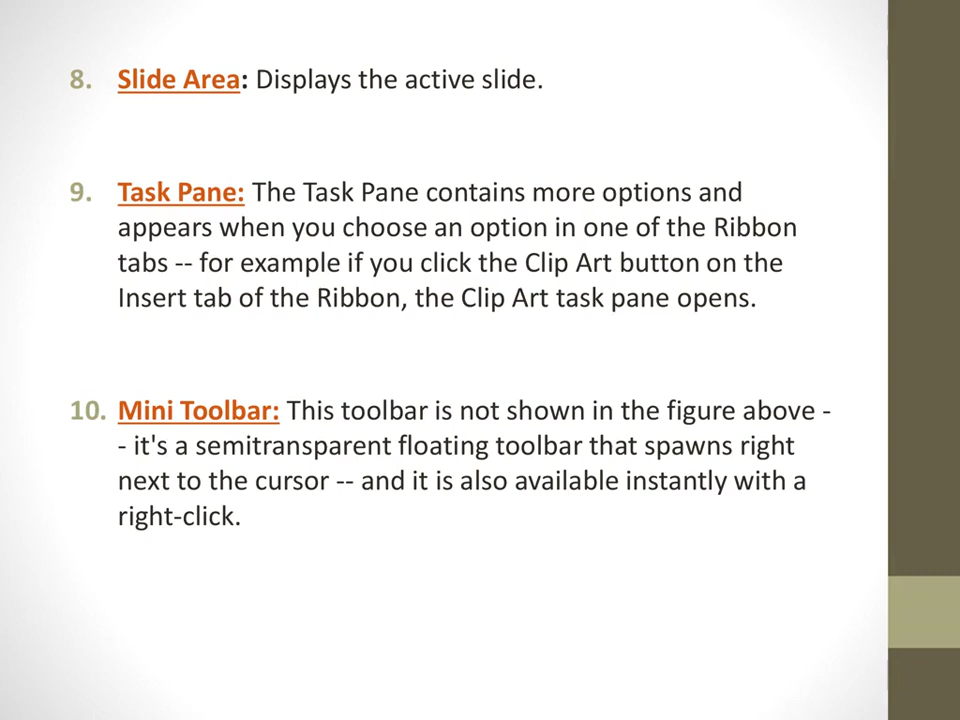 8. Slide Area: Displays the active slide.
9. Task Pane: The Task Pane contains more options and
appears when you choose an option in one of the Ribbon
tabs -- for example if you click the Clip Art button on the
Insert tab of the Ribbon, the Clip Art task pane opens.
10. Mini Toolbar: This toolbar is not shown in the figure above -
- it's a semitransparent floating toolbar that spawns right
next to the cursor -- and it is also available instantly with a
right-click.